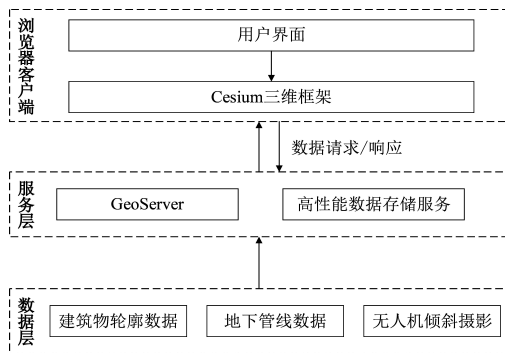 浏览器客户端
用户界面
Cesium三维框架
数据请求/响应
服务层
GeoServer
高性能数据存储服务
数据层
建筑物轮廓数据
地下管线数据
无人机倾斜摄影